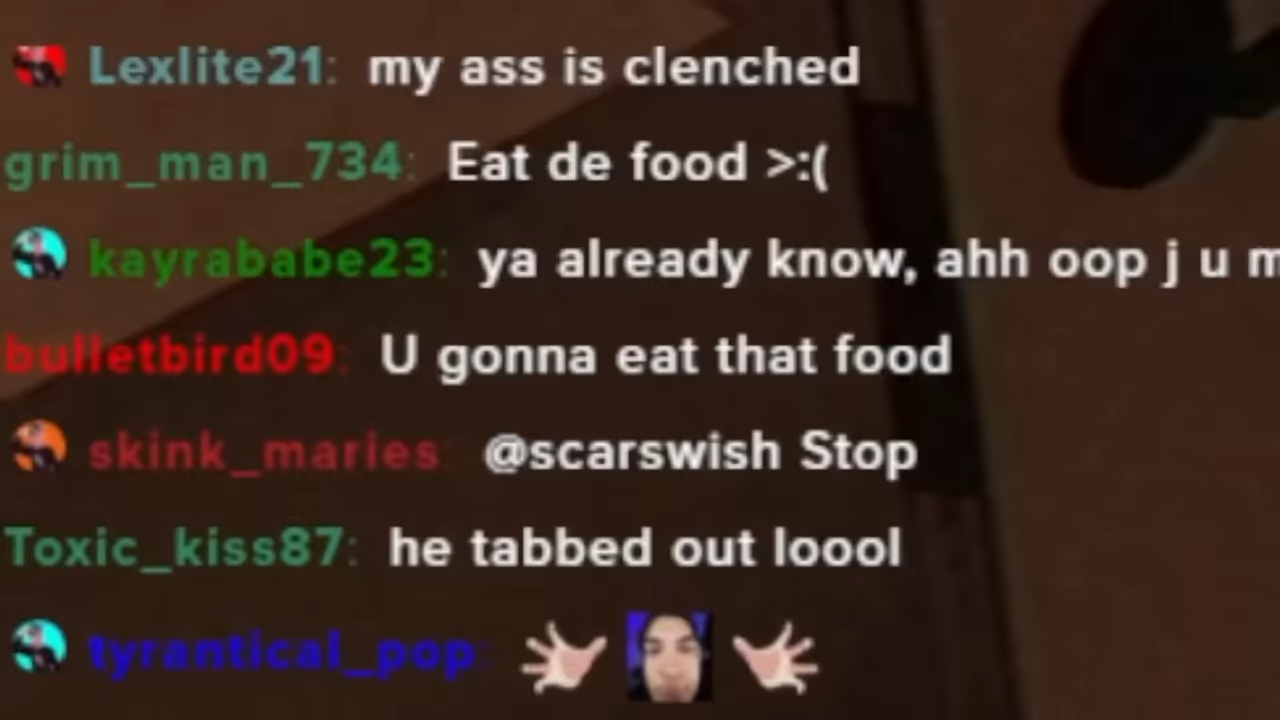 Lexlite21: my ass is clenched
grim_man_734: Eat de food >:(
kayrababe23: ya already know, ahh oop j u m
bulletbird09: U gonna eat that food
skink_maries: @scarswish Stop
Toxic_kiss87: he tabbed out loool
tyrantical_pop: